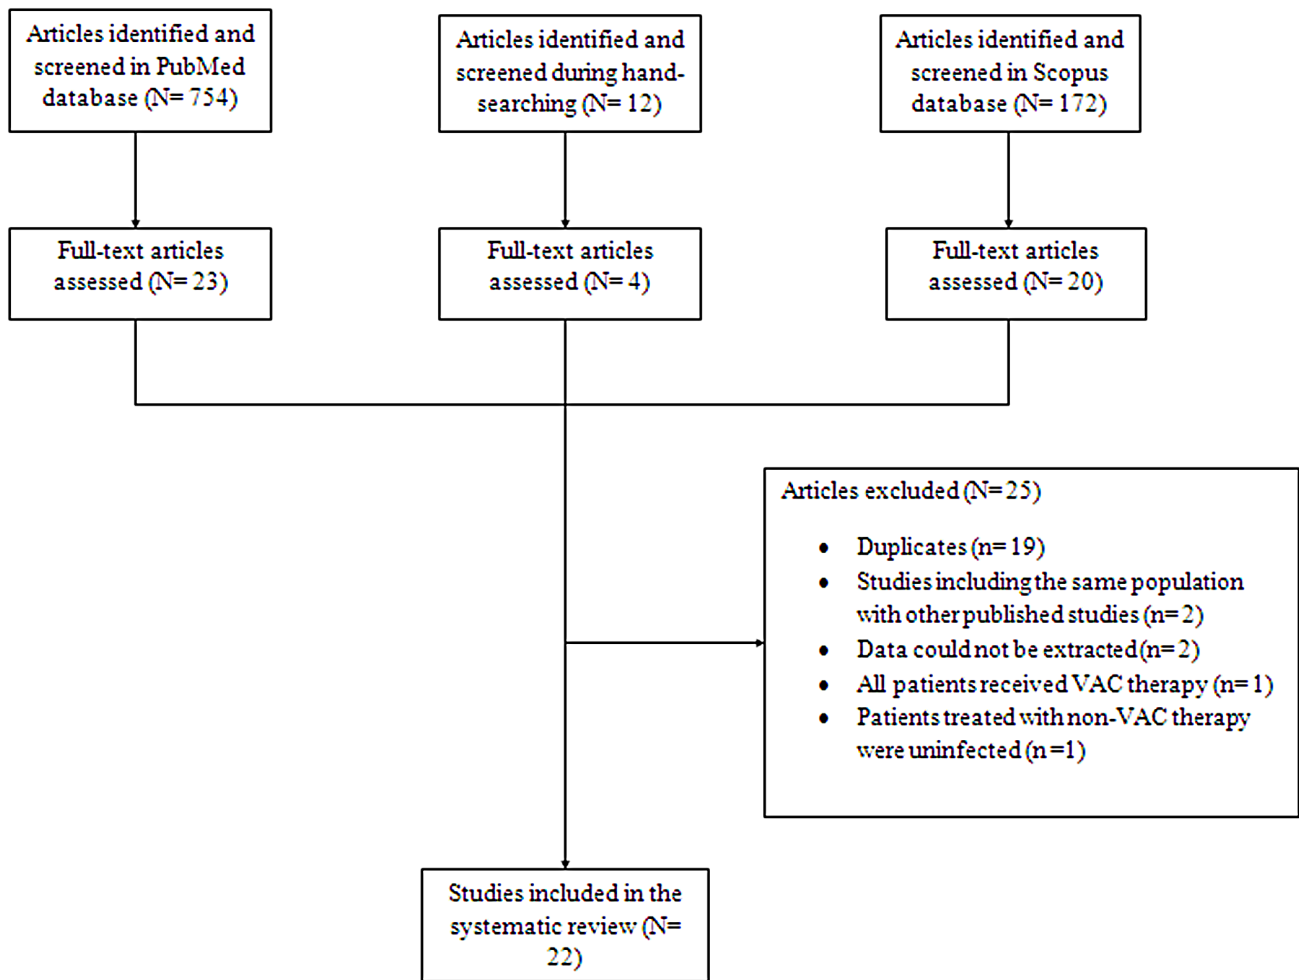 Articles identified and
screened in PubMed
database (N= 754)
Articles identified and
screened during hand-
searching (N= 12)
Articles identified and
screened in Scopus
database (N= 172)
Full-text articles
assessed (N= 23)
Full-text articles
assessed (N= 4)
Full-text articles
assessed (N= 20)
Articles excluded (N= 25)
• Duplicates (n= 19)
• Studies including the same population
with other published studies (n= 2)
• Data could not be extracted (n= 2)
• All patients received VAC therapy (n= 1)
• Patients treated with non-VAC therapy
were uninfected (n =1)
Studies included in the
systematic review (N=
22)